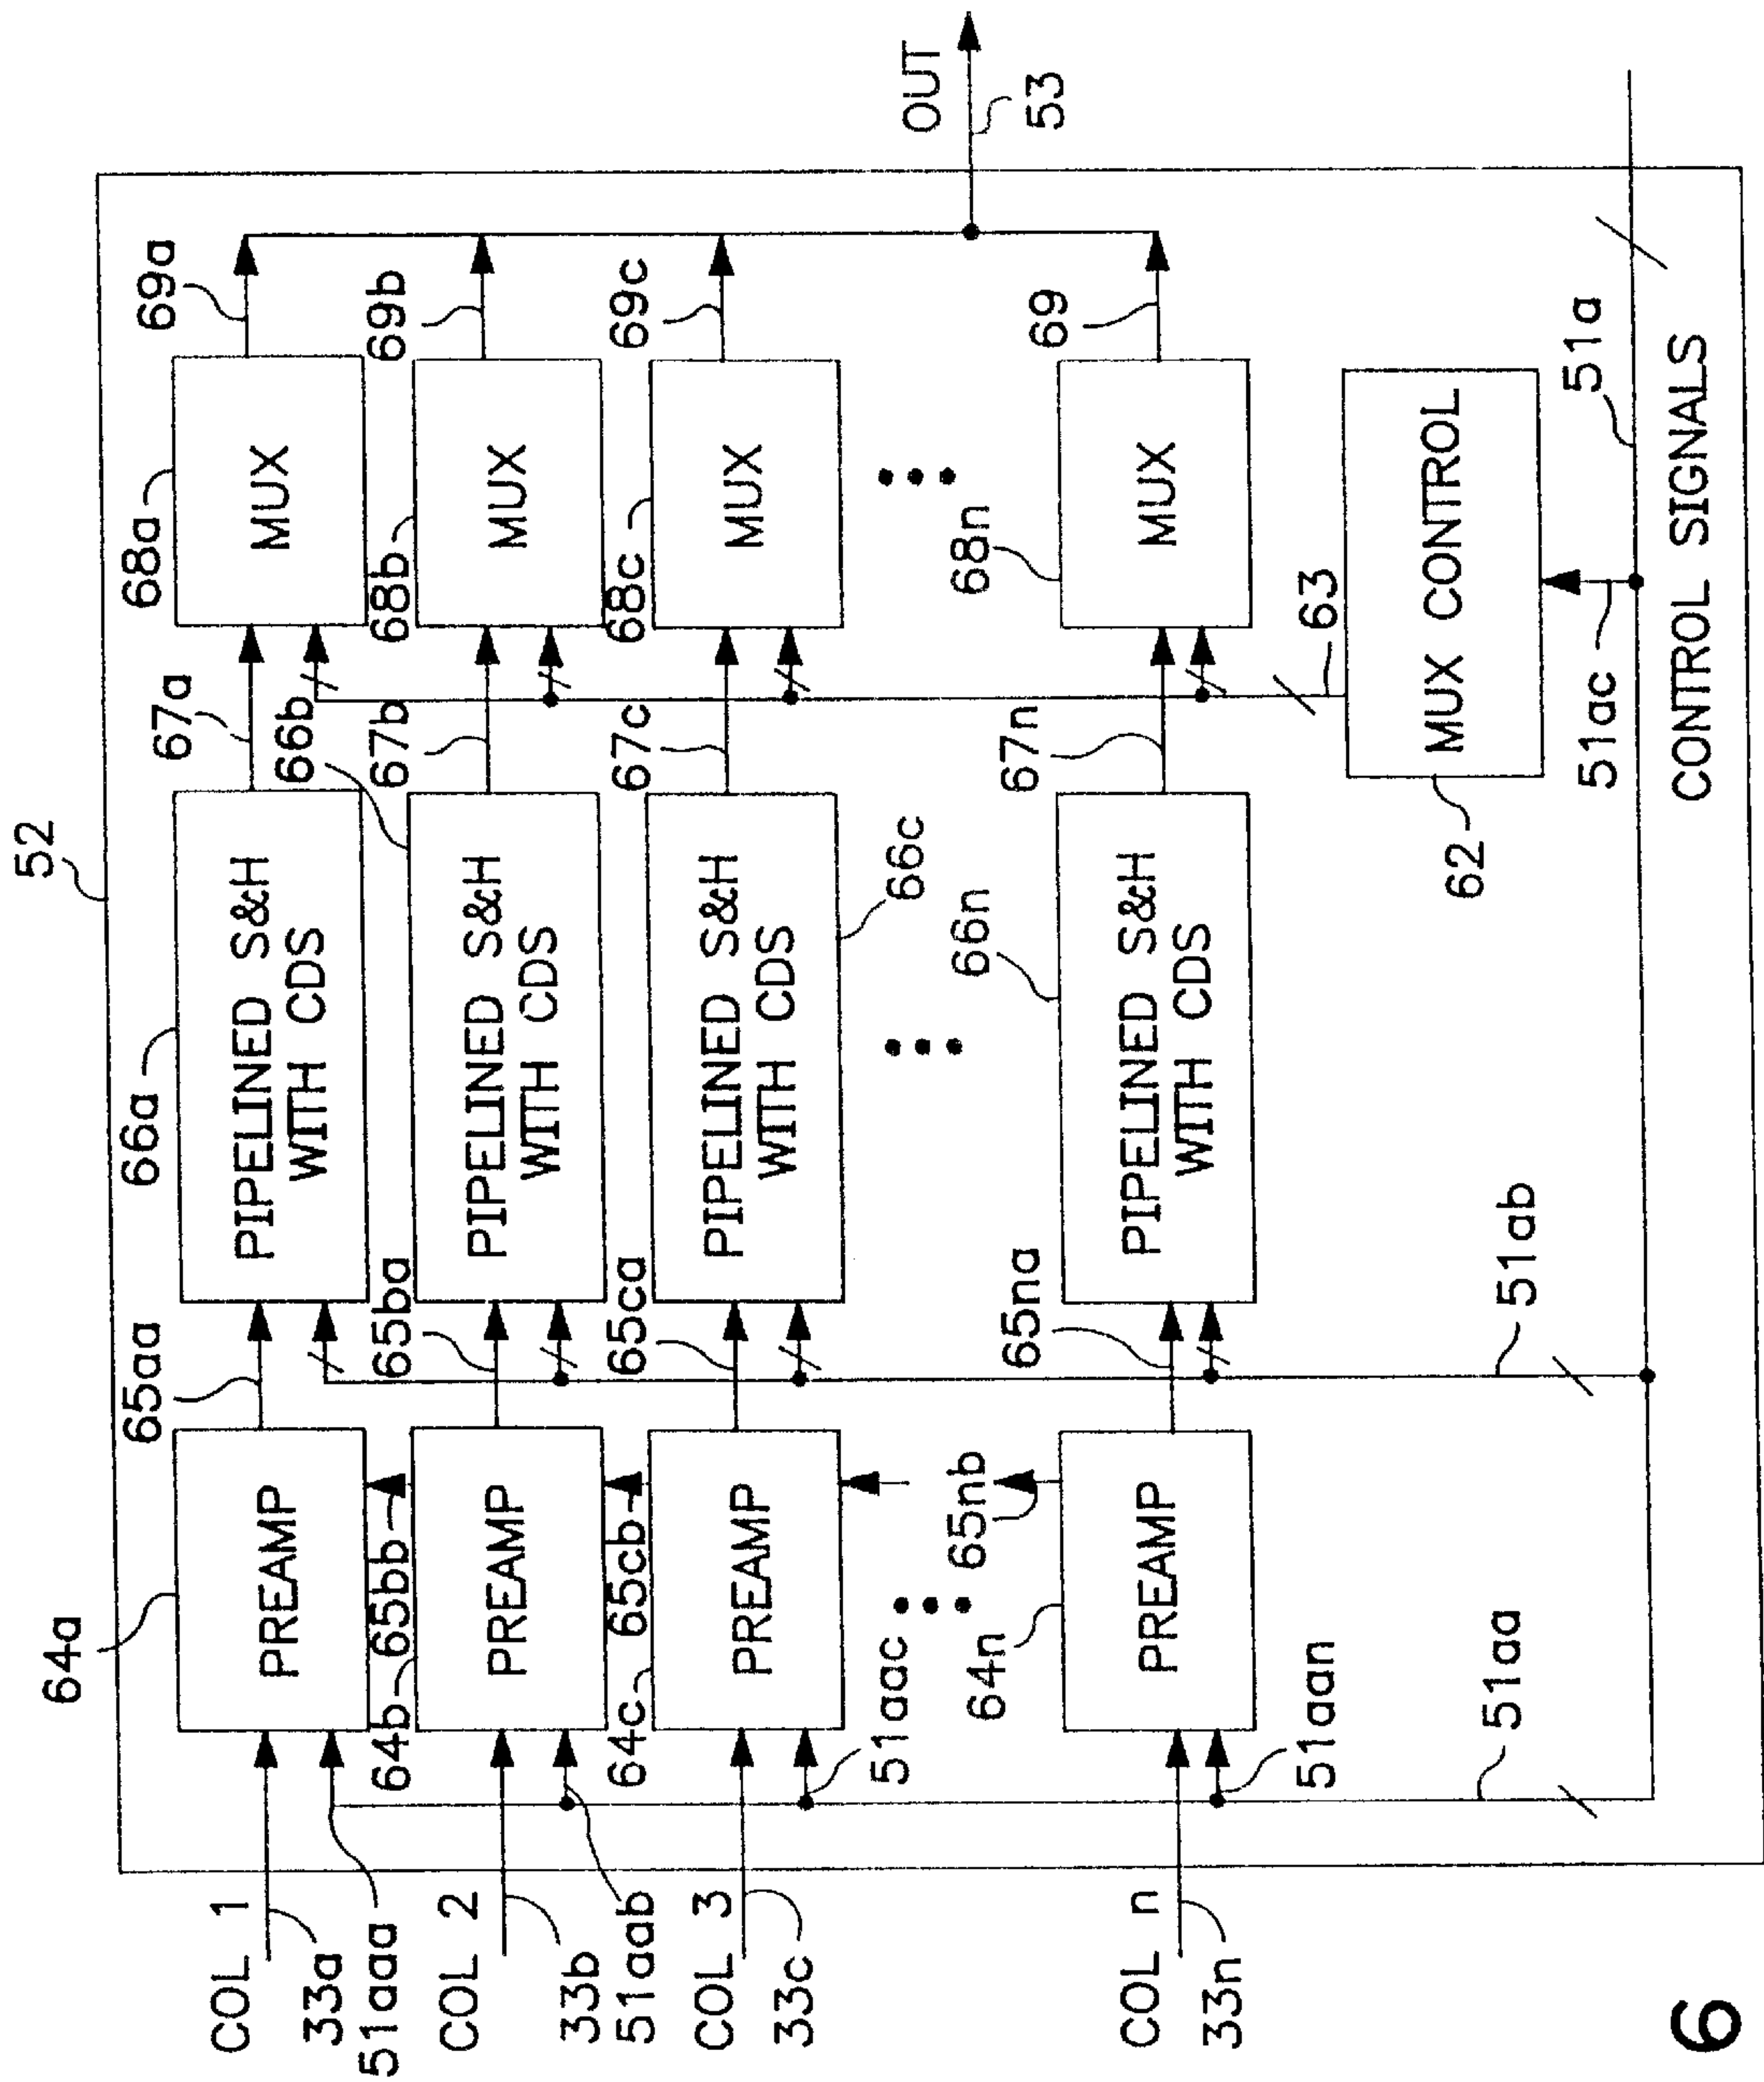 52
64a
65aa
66a
67a
68a
69a
COL 1
33a
51aaa
PREAMP
PIPELINED S&H
WITH CDS
MUX
64b
65bb
65ba
66b
67b
68b
69b
COL 2
33b
51aab
PREAMP
PIPELINED S&H
WITH CDS
MUX
OUT
53
64c
65cb
65ca
67c
68c
69c
COL 3
33c
PREAMP
PIPELINED S&H
WITH CDS
MUX
51aac
66c
64n
65nb
65na
66n
67n
68n
69
COL n
33n
PREAMP
PIPELINED S&H
WITH CDS
MUX
51aan
63
51aa
51ab
62
MUX CONTROL
51ac
51a
CONTROL SIGNALS
6